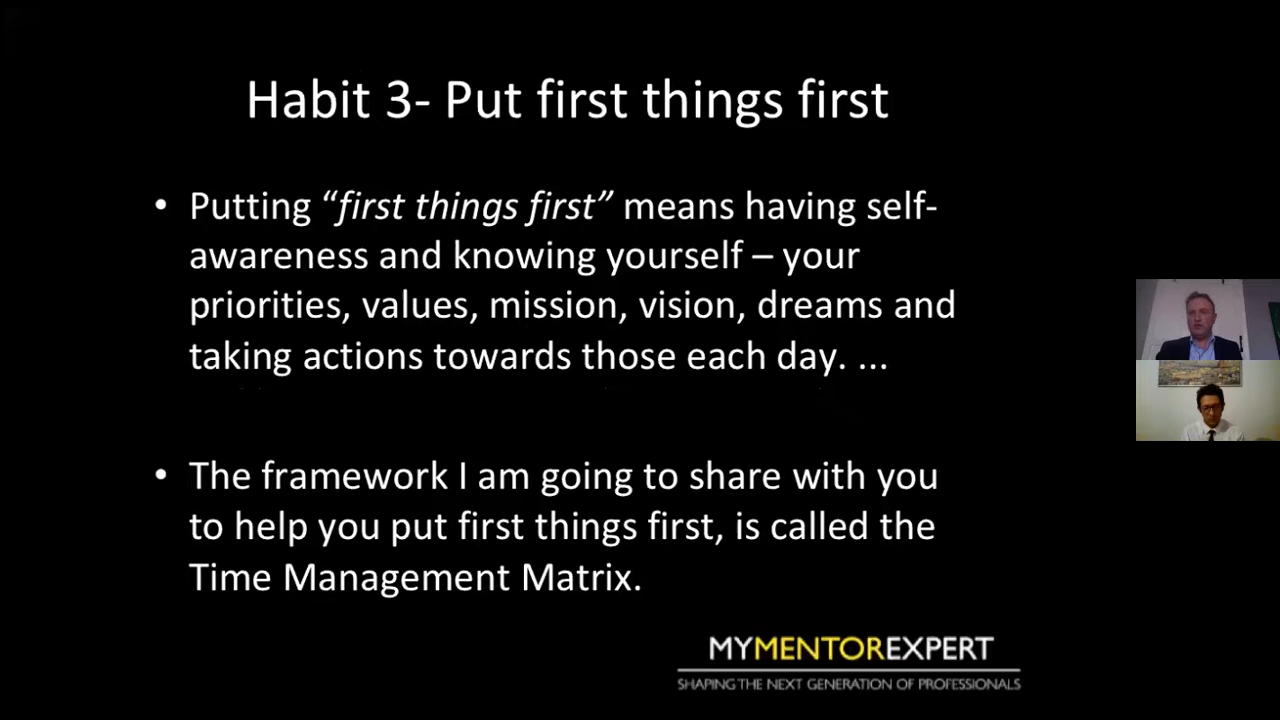 Habit 3- Put first things first
• Putting “first things first” means having self-
awareness and knowing yourself – your
priorities, values, mission, vision, dreams and
taking actions towards those each day. ...
• The framework I am going to share with you
to help you put first things first, is called the
Time Management Matrix.
MYMENTOREXPERT
SHAPING THE NEXT GENERATION OF PROFESSIONALS